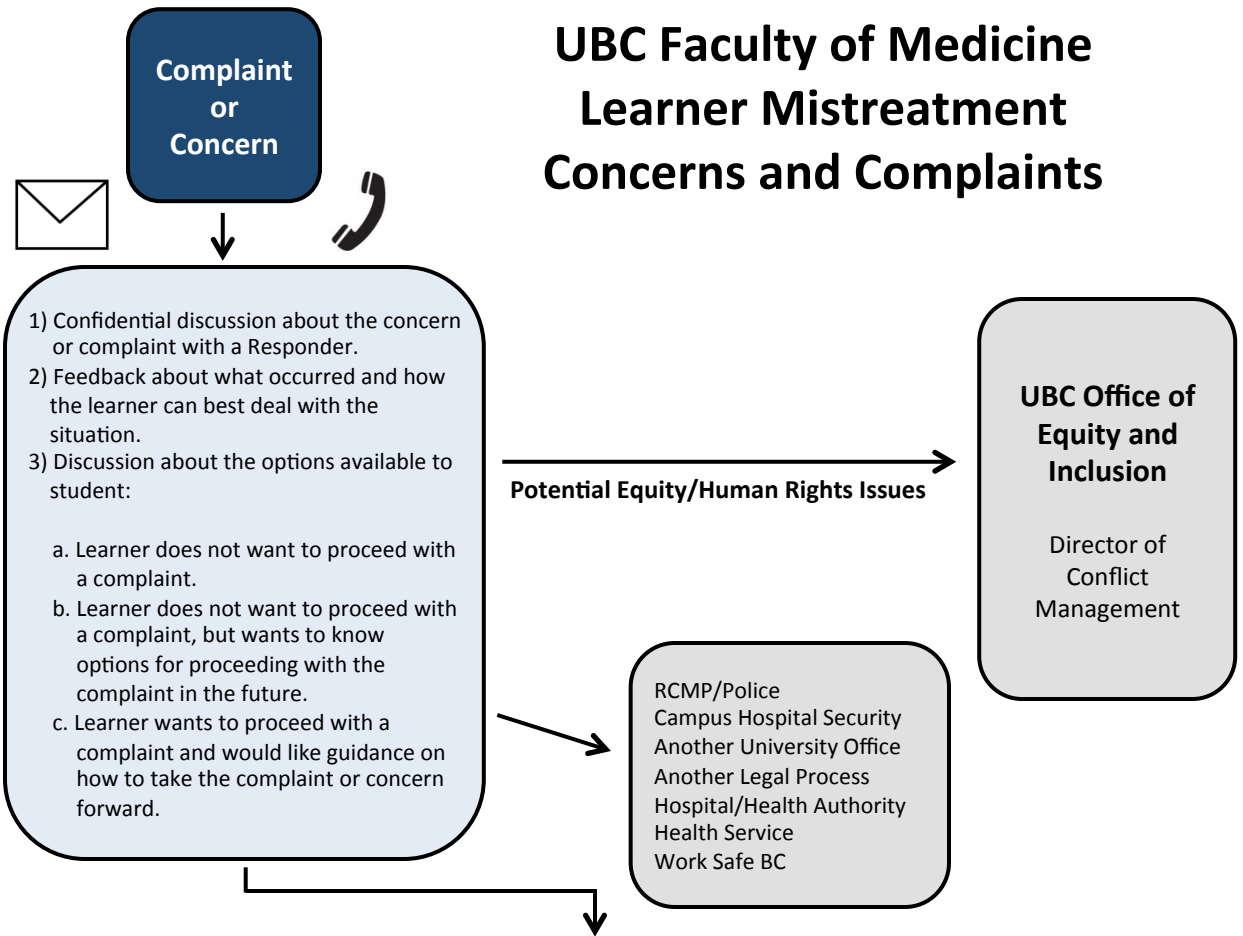 UBC Faculty of Medicine
Learner Mistreatment
Concerns and Complaints
Complaint
or
Concern
1) Confidential discussion about the concern
or complaint with a Responder.
2) Feedback about what occurred and how
the learner can best deal with the
situation.
3) Discussion about the options available to
student:
a. Learner does not want to proceed with
a complaint.
b. Learner does not want to proceed with
a complaint, but wants to know
options for proceeding with the
complaint in the future.
c. Learner wants to proceed with a
complaint and would like guidance on
how to take the complaint or concern
forward.
Potential Equity/Human Rights Issues
UBC Office of
Equity and
Inclusion
Director of
Conflict
Management
RCMP/Police
Campus Hospital Security
Another University Office
Another Legal Process
Hospital/Health Authority
Health Service
Work Safe BC